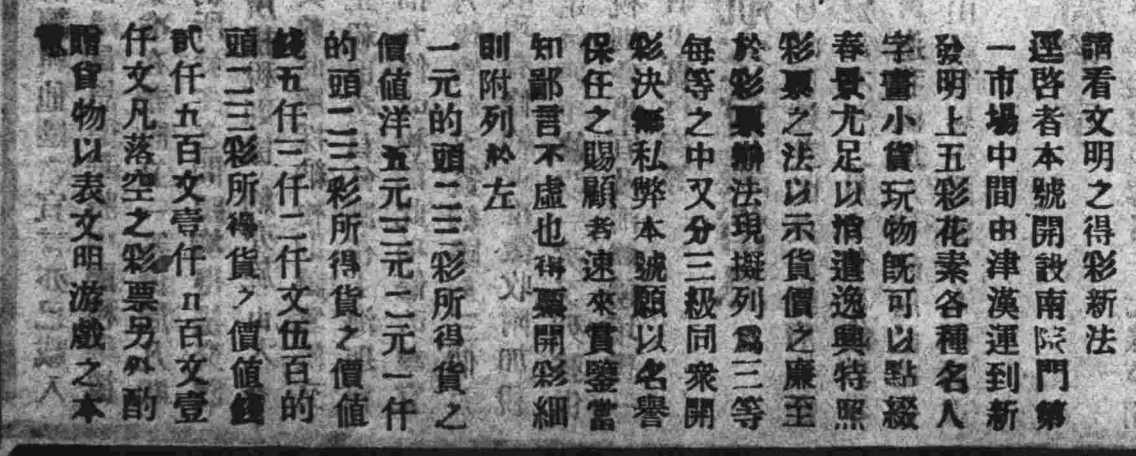 請看文明之得彩新法
逕啓者本號開設南院門第
一市場中間由津漢運到新
發明上五彩花素各種名人
字畫小貨玩物旣可以點綴
春景尤足以消遣逸興特照
彩票之法以示貨價之廉至
於彩票辦法現擬列爲三等
每等之中又分三級同衆開
彩決無私弊本號願以名譽
保任之賜顧者速來賞鑒當
知鄙言不虛也得票開彩細
則附列於左
一元的頭二三彩所得貨之
價值洋五元三元二元一仟
的頭二三彩所得貨之價值
錢五仟三仟二仟文伍百的
頭二三彩所得貨之價值錢
貳仟五百文壹仟n百文壹
仟文凡落空之彩票另外酌
贈貨物以表文明游戲之本